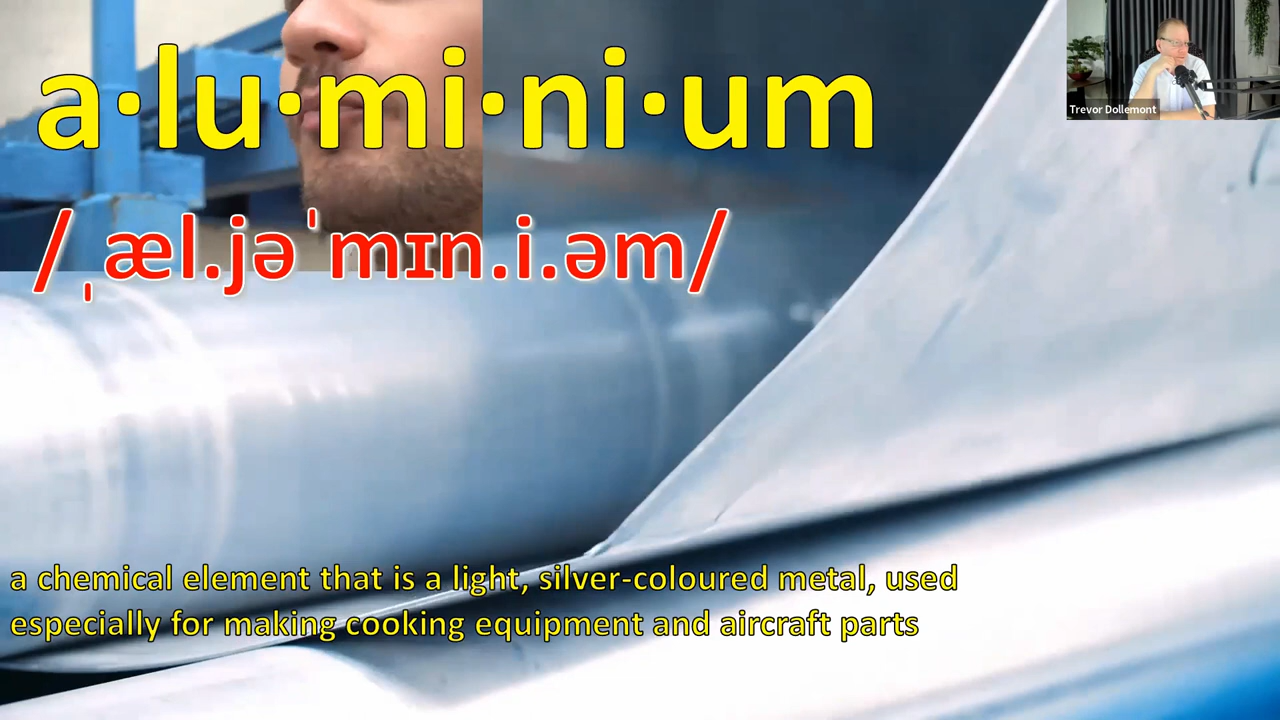 a·lu·mi·ni·um
Trevor Dollemont
/ˌæl.jəˈmɪn.i.əm/
a chemical element that is a light, silver-coloured metal, used
especially for making cooking equipment and aircraft parts